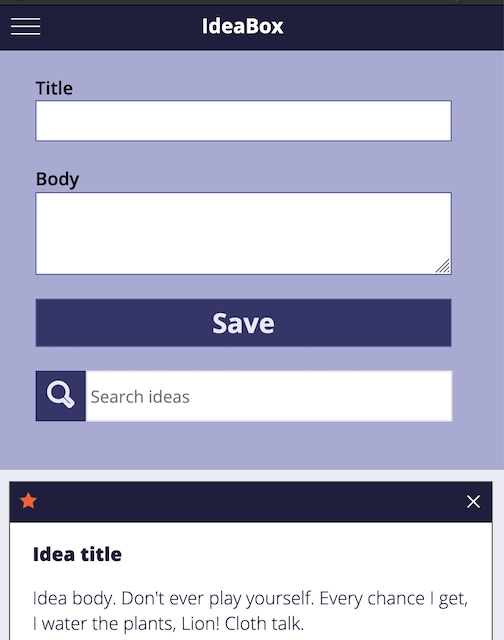 IdeaBox
Title
Body
Save
Search ideas
Idea title
Idea body. Don't ever play yourself. Every chance I get,
I water the plants, Lion! Cloth talk.